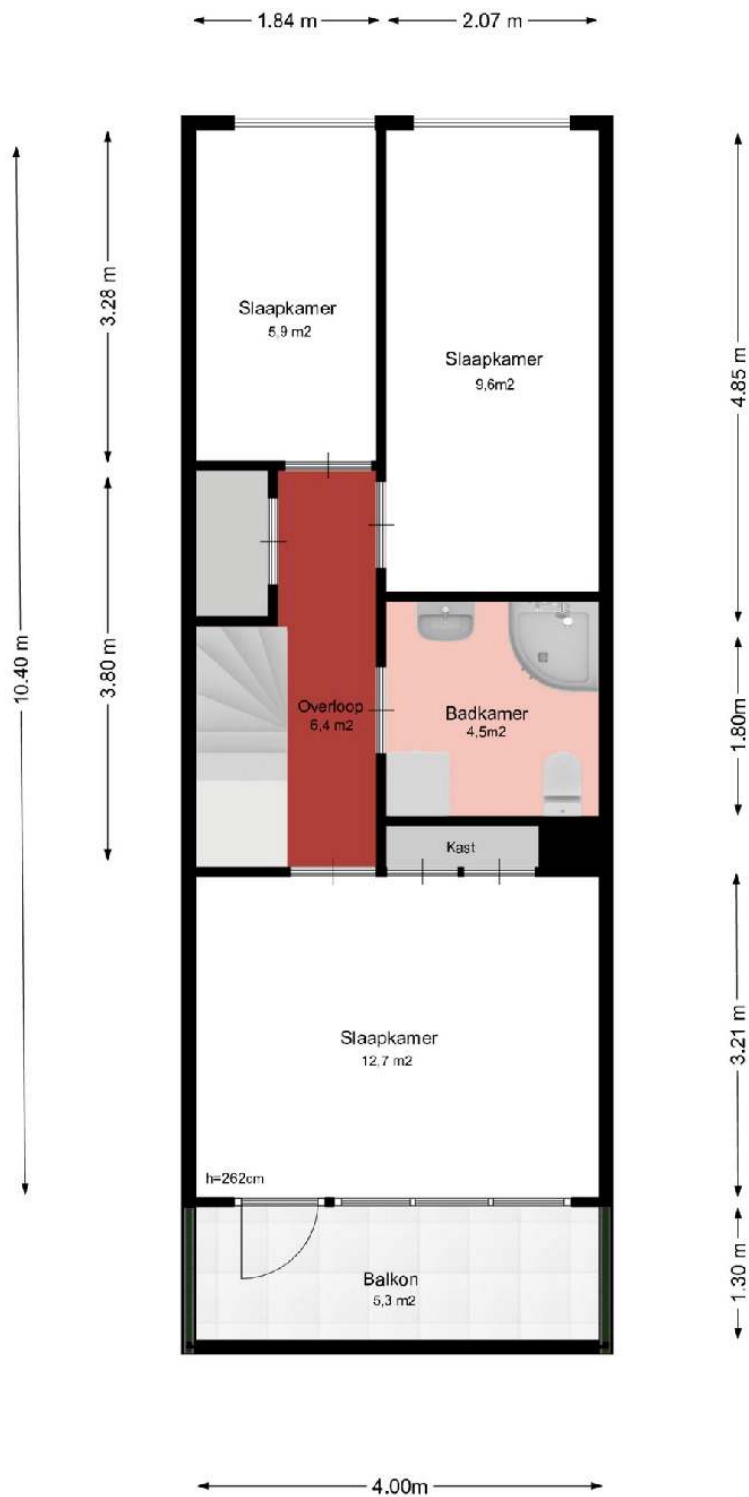 1.84 m
2.07 m
3.28 m
4.85 m
Slaapkamer
5,9 m2
Slaapkamer
9,6m2
10.40 m
3.80 m
Overloop
6,4 m2
Badkamer
4,5m2
1.80m
Kast
Slaapkamer
12,7 m2
3.21 m
h=262cm
Balkon
5,3 m2
1.30 m
4.00m